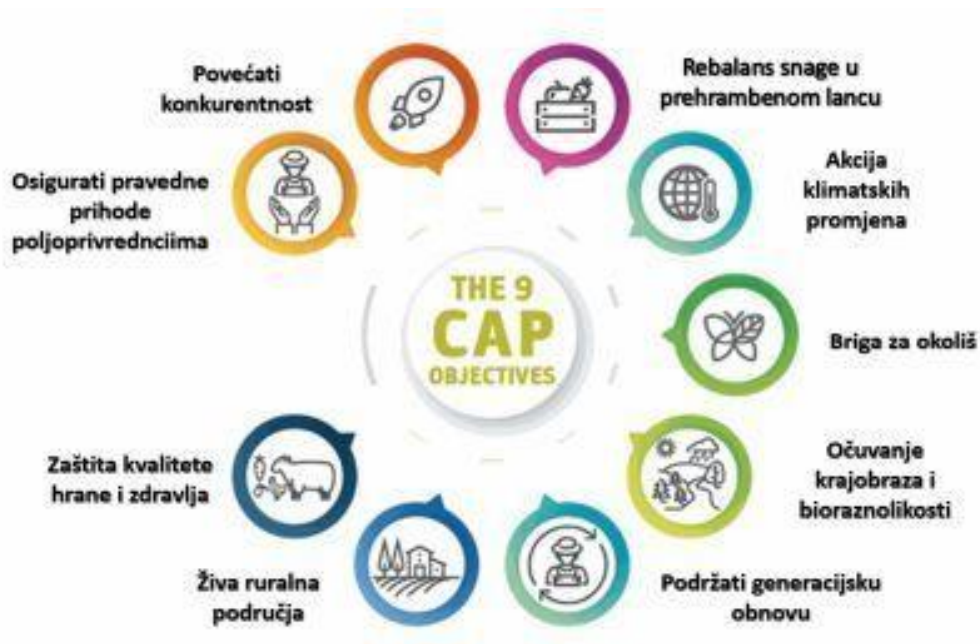 Povećati
konkurentnost
Rebalans snage u
prehrambenom lancu
Osigurati pravedne
prihode
poljoprivrednciima
Akcija
klimatskih
promjena
THE 9
CAP
OBJECTIVES
Briga za okoliš
Zaštita kvalitete
hrane i zdravlja
Očuvanje
krajobraza i
bioraznolikosti
Živa ruralna
područja
Podržati generacijsku
obnovu